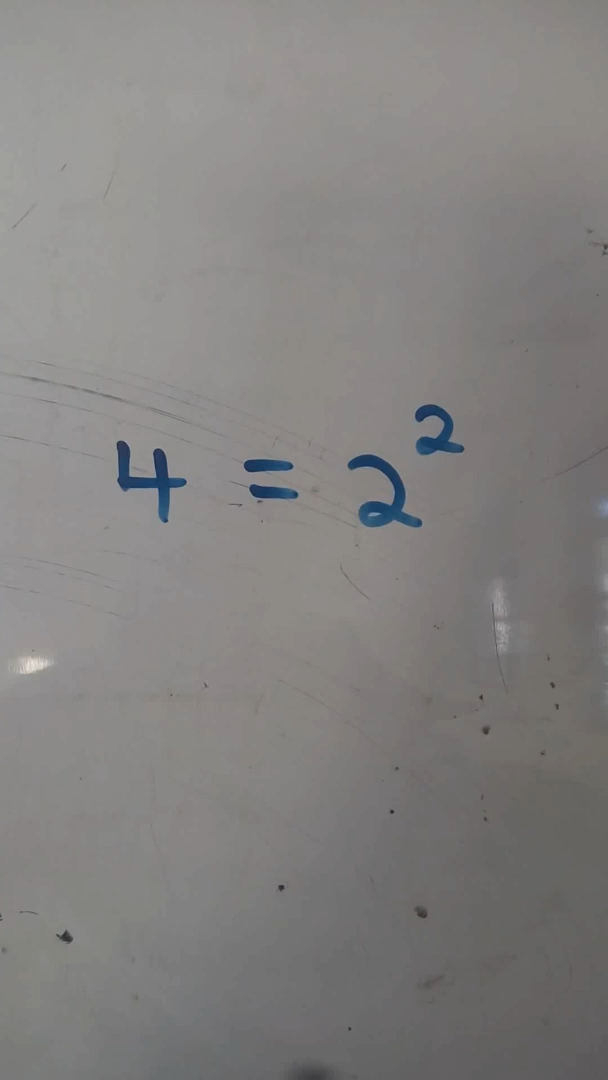 4 = 2²